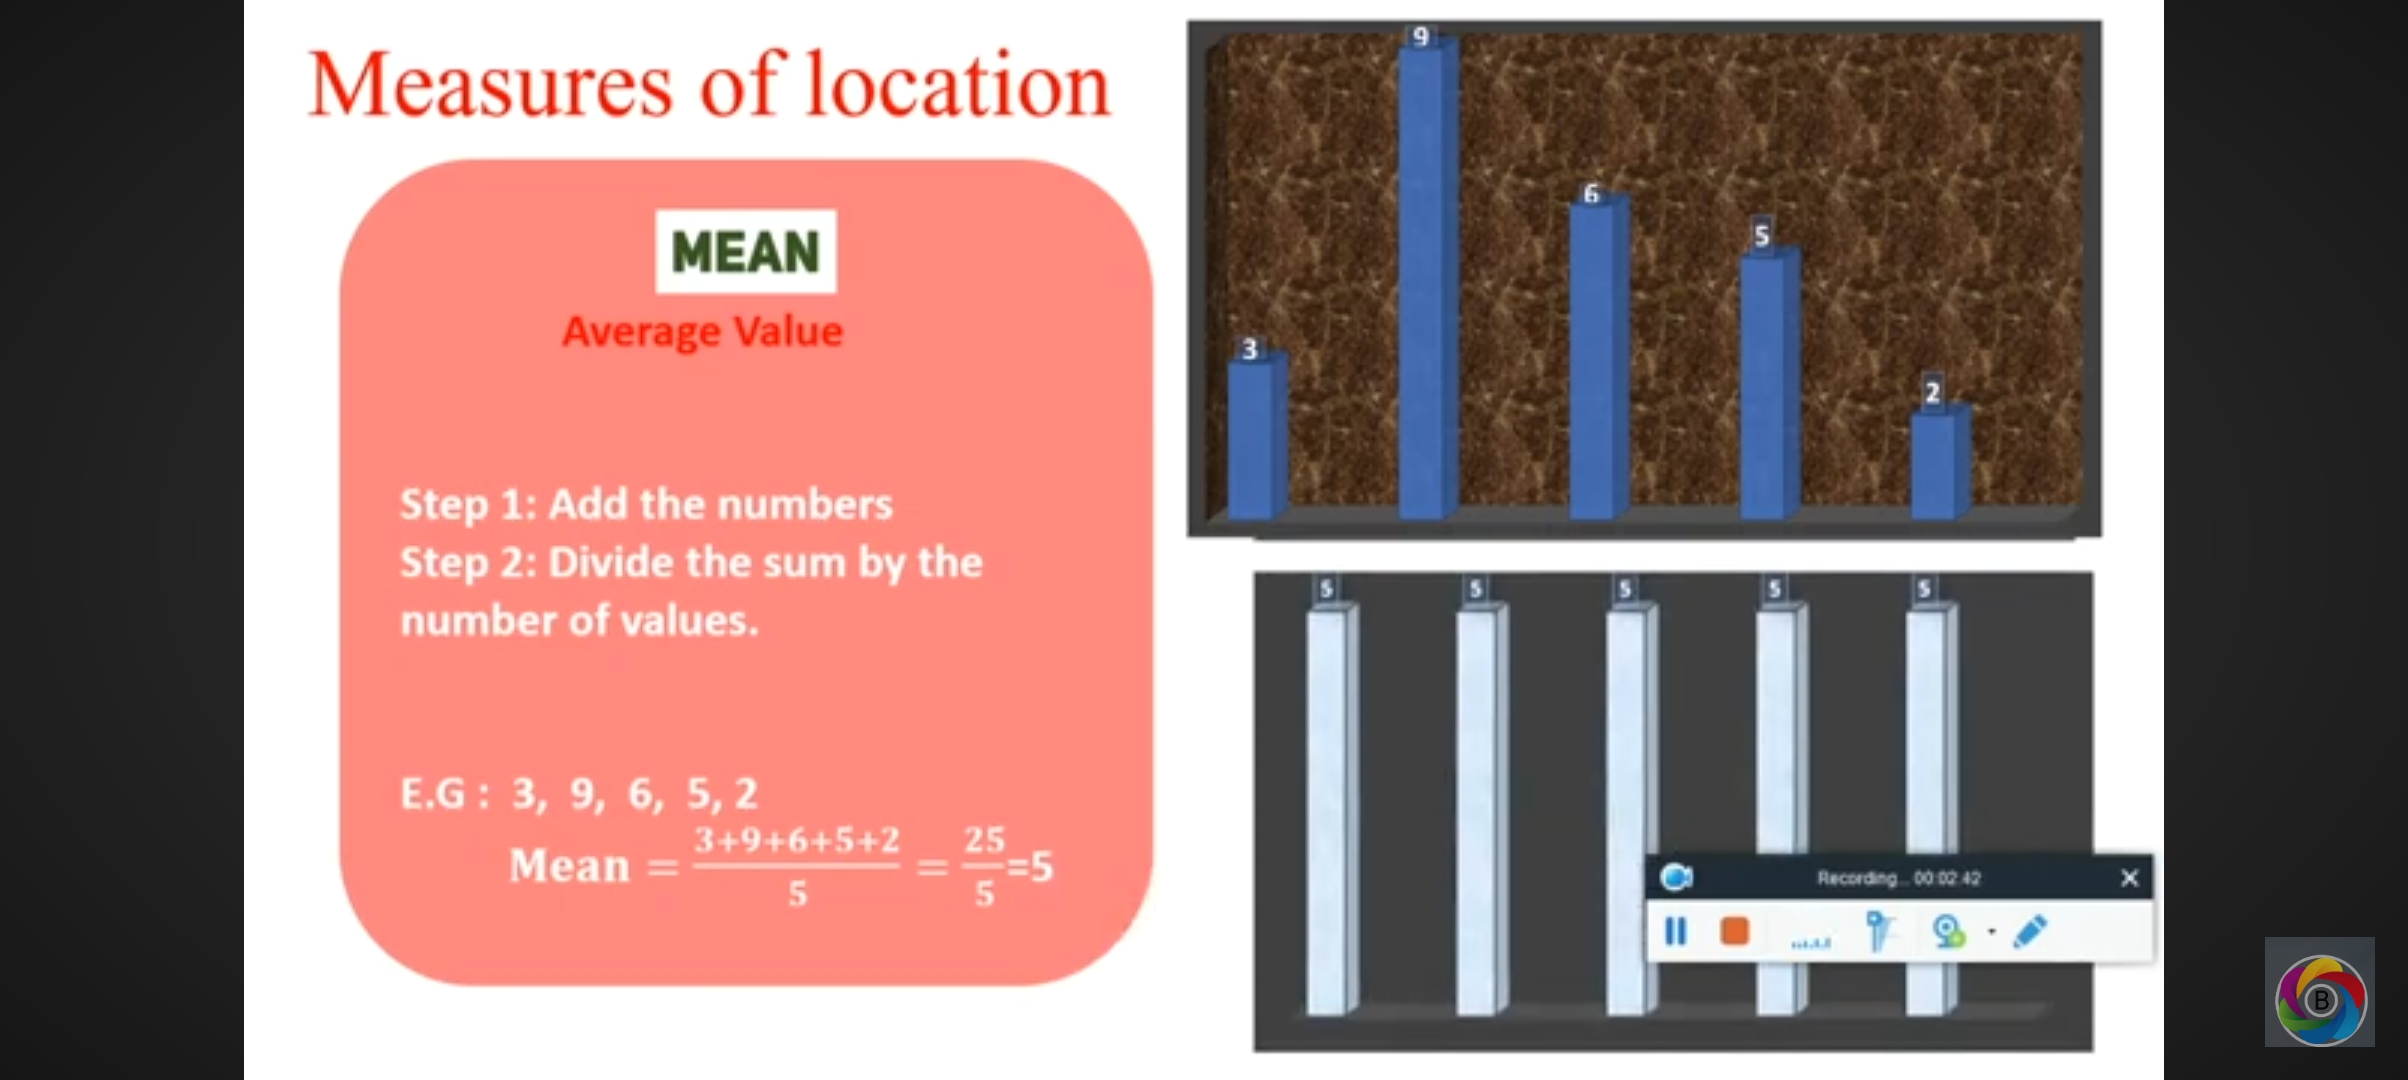 Measures of location
MEAN
Average Value
Step 1: Add the numbers
Step 2: Divide the sum by the
number of values.
E.G : 3, 9, 6, 5, 2
Mean = 3+9+6+5+2/5 = 25/5=5
3
9
6
5
2
5 5 5 5 5
Recording... 00:02:42
B